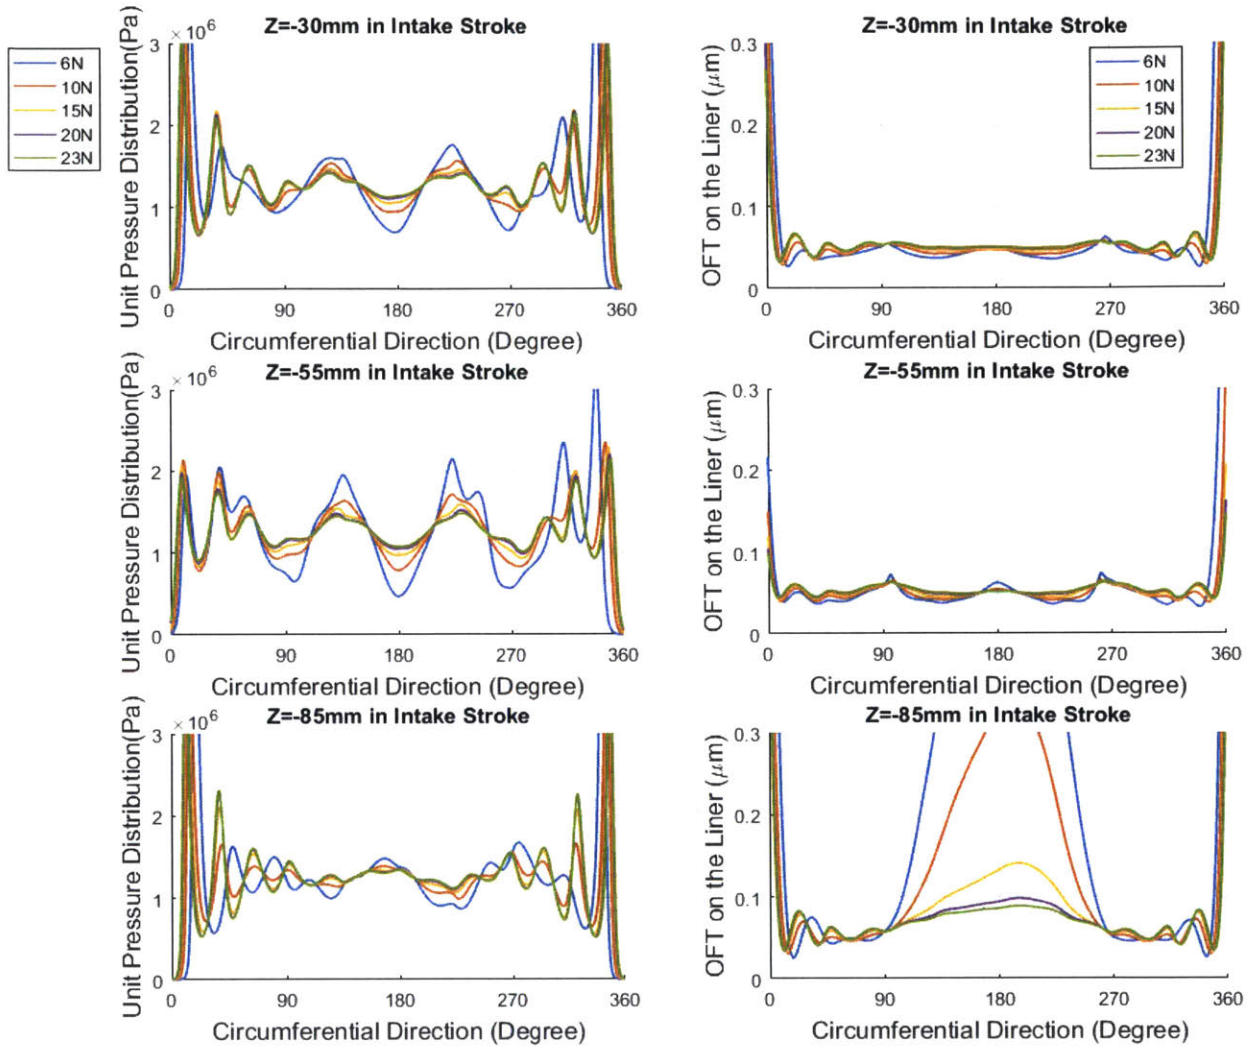 Z=-30mm in Intake Stroke
× 10⁶
Unit Pressure Distribution(Pa)
3
2
1
0
0 90 180 270 360
Circumferential Direction (Degree)
6N
10N
15N
20N
23N
Z=-30mm in Intake Stroke
OFT on the Liner (μm)
0.3
0.2
0.1
0
0 90 180 270 360
Circumferential Direction (Degree)
6N
10N
15N
20N
23N
Z=-55mm in Intake Stroke
× 10⁶
Unit Pressure Distribution(Pa)
3
2
1
0
0 90 180 270 360
Circumferential Direction (Degree)
Z=-55mm in Intake Stroke
OFT on the Liner (μm)
0.3
0.2
0.1
0
0 90 180 270 360
Circumferential Direction (Degree)
Z=-85mm in Intake Stroke
× 10⁶
Unit Pressure Distribution(Pa)
3
2
1
0
0 90 180 270 360
Circumferential Direction (Degree)
Z=-85mm in Intake Stroke
OFT on the Liner (μm)
0.3
0.2
0.1
0
0 90 180 270 360
Circumferential Direction (Degree)